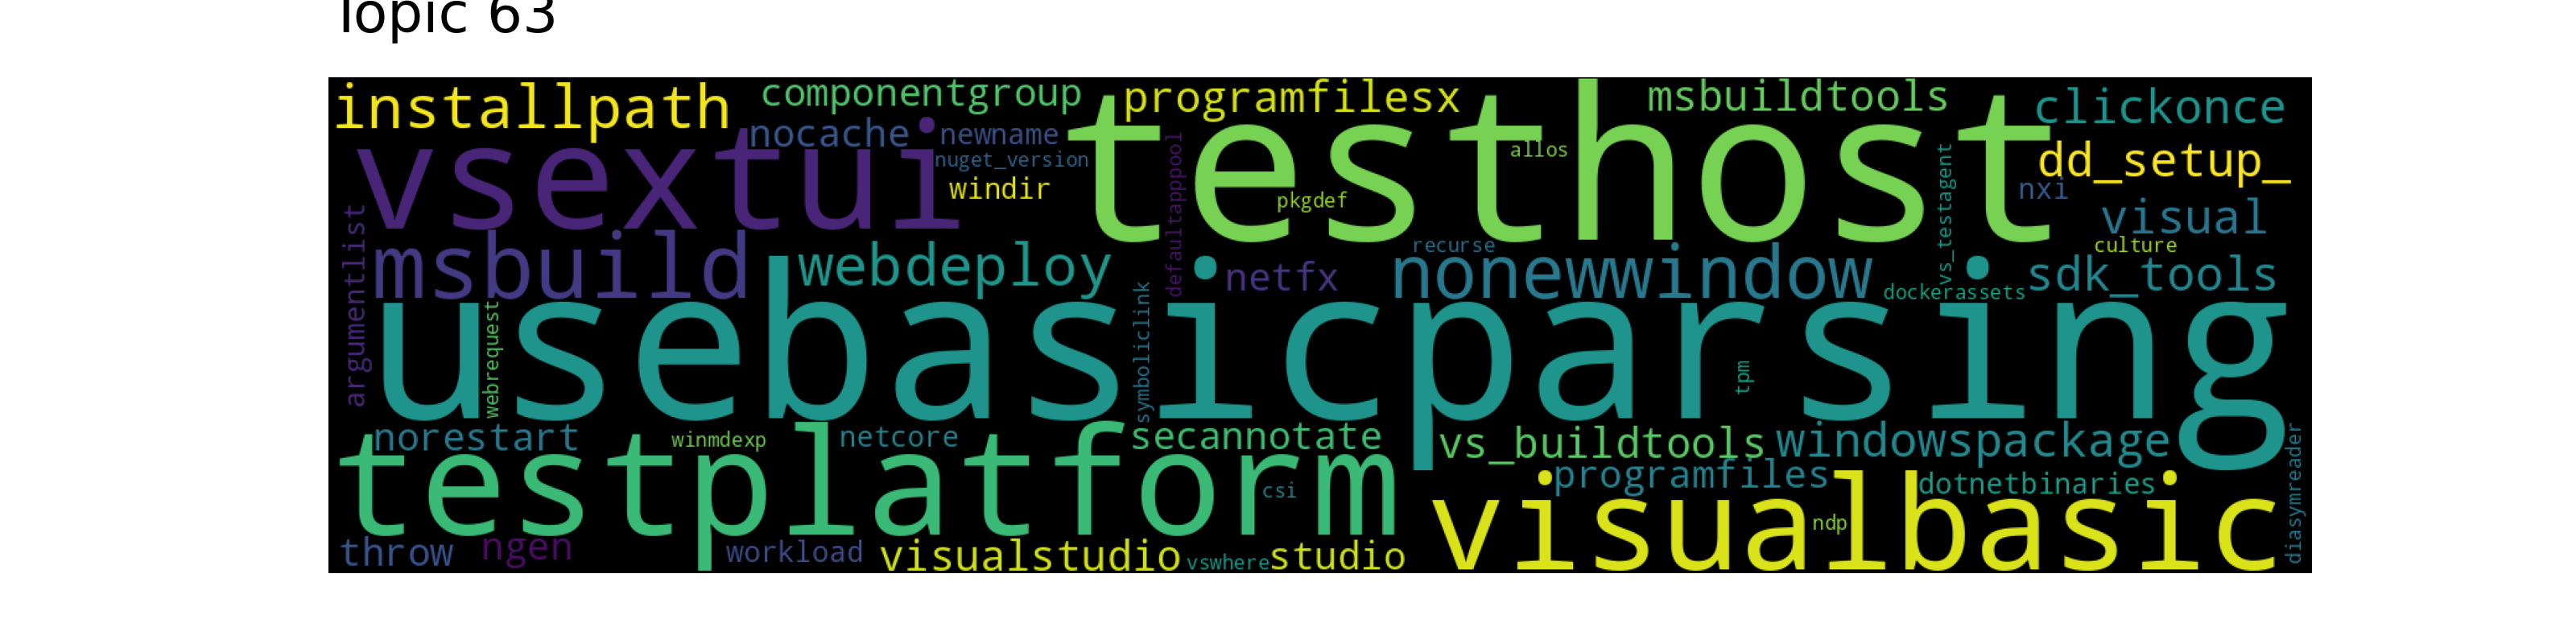 Topic 63
installpath
componentgroup
programfilesx
msbuildtools
clickonce
nocache
newname
nuget_version
windir
vsextui
testhost
allos
pkgdef
defaultapppool
vs_testagent
dd_setup_
nxi
visual
culture
argumentlist
msbuild
webdeploy
netfx
recurse
nonewwindow
dockerassets
sdk_tools
usebasicparsing
webrequest
symboliclink
tpm
norestart
winmdexp
netcore
secannotate
vs_buildtools
windowspackage
programfiles
dotnetbinaries
diasymreader
testplatform
csi
visualbasic
ndp
throw
ngen
workload
visualstudio
vswhere
studio